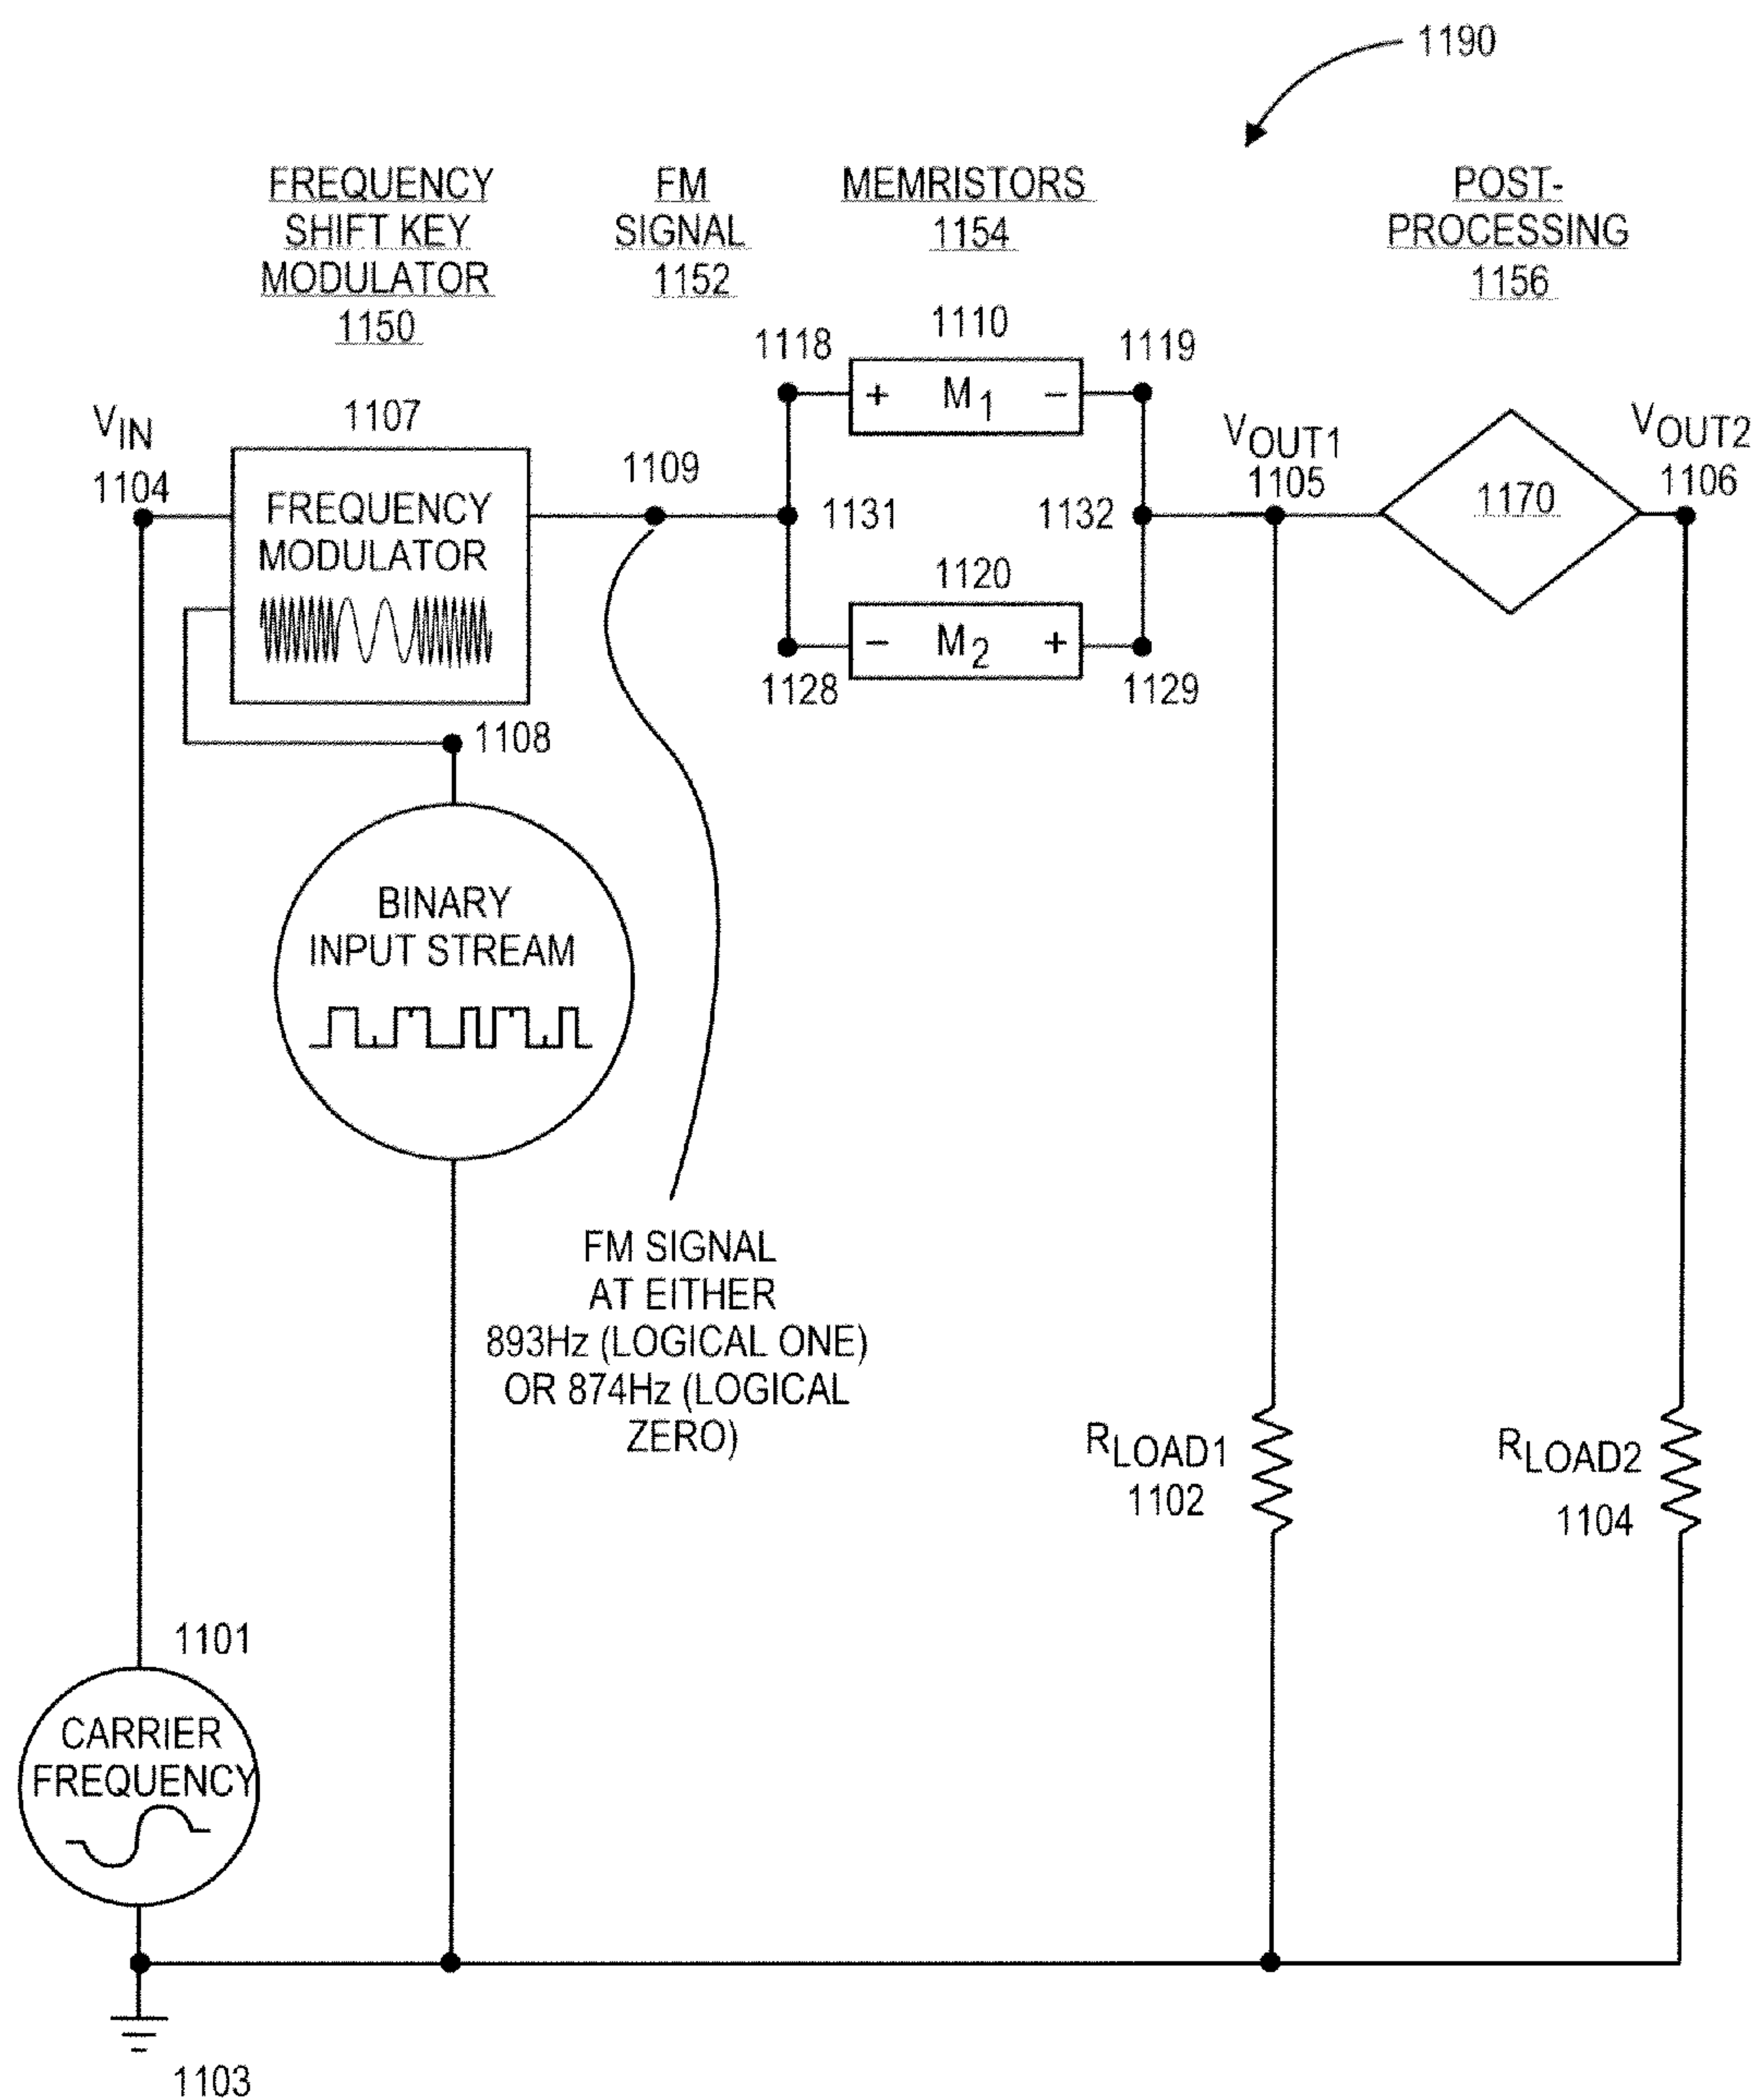 1190
FREQUENCY
SHIFT KEY
MODULATOR
1150
FM
SIGNAL
1152
MEMRISTORS
1154
POST-
PROCESSING
1156
VIN
1104
1107
FREQUENCY
MODULATOR
1108
1109
1118
1110
1119
+ M1 −
1131
1132
1120
− M2 +
1128
1129
VOUT1
1105
1170
VOUT2
1106
BINARY
INPUT STREAM
FM SIGNAL
AT EITHER
893Hz (LOGICAL ONE)
OR 874Hz (LOGICAL
ZERO)
RLOAD1
1102
RLOAD2
1104
1101
CARRIER
FREQUENCY
1103